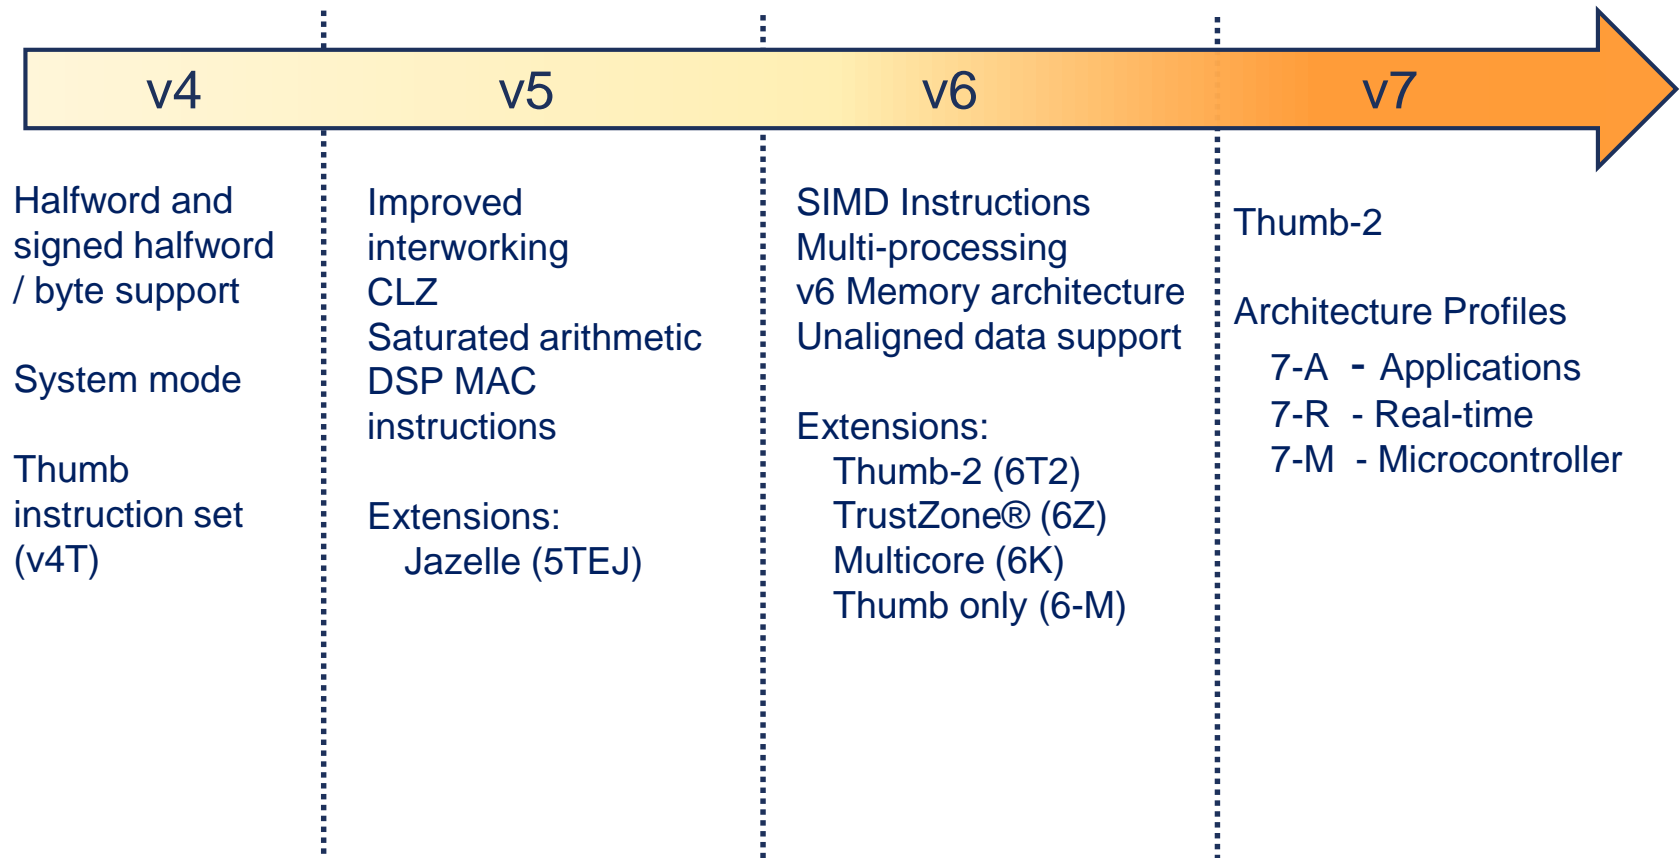 v4
v5
v6
v7
Halfword and
signed halfword
/ byte support
System mode
Thumb
instruction set
(v4T)
Improved
interworking
CLZ
Saturated arithmetic
DSP MAC
instructions
Extensions:
Jazelle (5TEJ)
SIMD Instructions
Multi-processing
v6 Memory architecture
Unaligned data support
Extensions:
Thumb-2 (6T2)
TrustZone® (6Z)
Multicore (6K)
Thumb only (6-M)
Thumb-2
Architecture Profiles
7-A - Applications
7-R - Real-time
7-M - Microcontroller